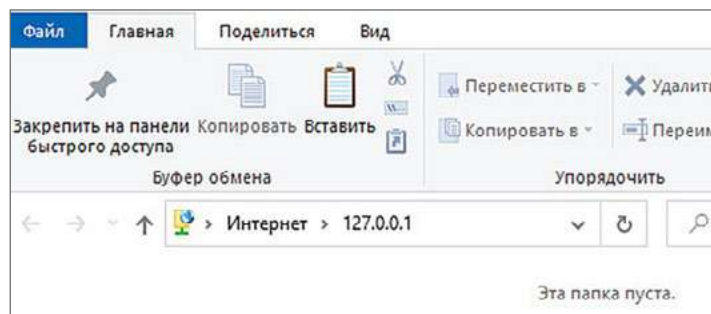 Файл Главная Поделиться Вид
Переместить в Удалить
Закрепить на панели Копировать Вставить
быстрого доступа
Копировать в
Буфер обмена Упорядочить
Интернет › 127.0.0.1
Эта папка пуста.